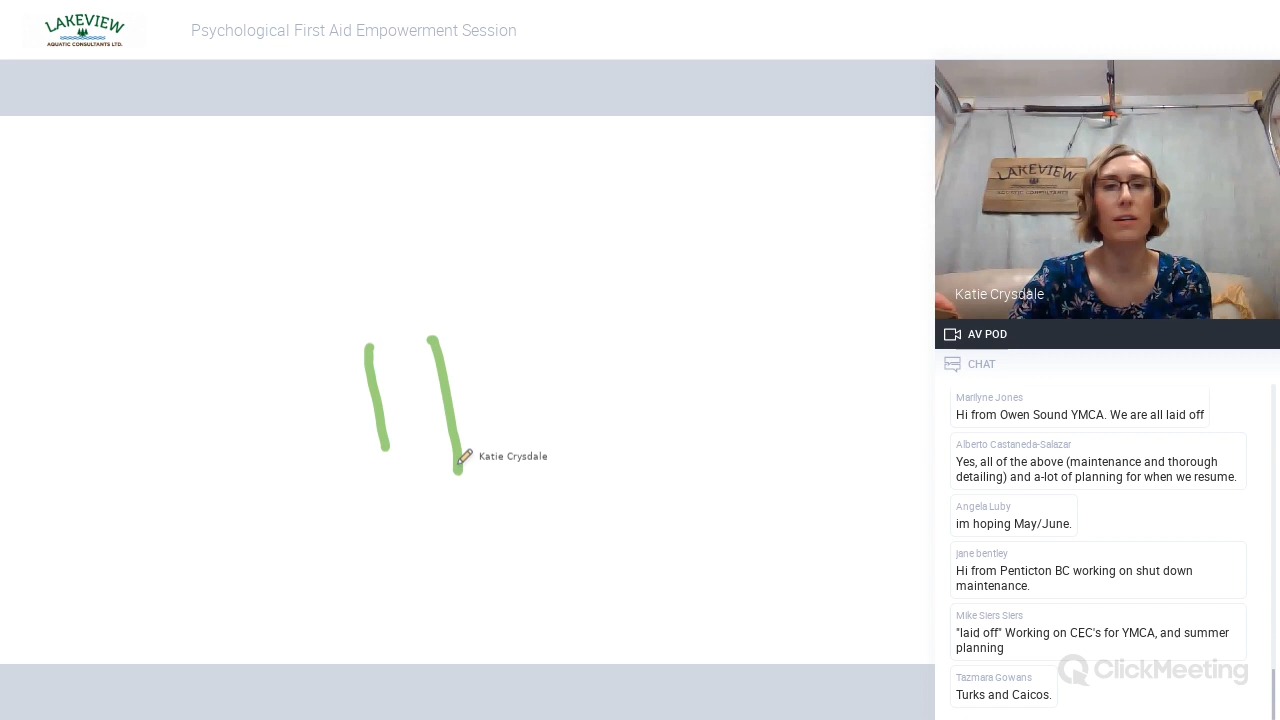 LAKEVIEW
AQUATIC CONSULTANTS LTD.
Psychological First Aid Empowerment Session
LAKEVIEW
AQUATIC CONSULTANTS
Katie Crysdale
AV POD
CHAT
Marilyne Jones
Hi from Owen Sound YMCA. We are all laid off
Alberto Castaneda-Salazar
Yes, all of the above (maintenance and thorough
detailing) and a-lot of planning for when we resume.
Angela Luby
im hoping May/June.
jane bentley
Hi from Penticton BC working on shut down
maintenance.
Mike Siers Siers
"laid off" Working on CEC's for YMCA, and summer
planning
Tazmara Gowans
Turks and Caicos.
ClickMeeting
Katie Crysdale